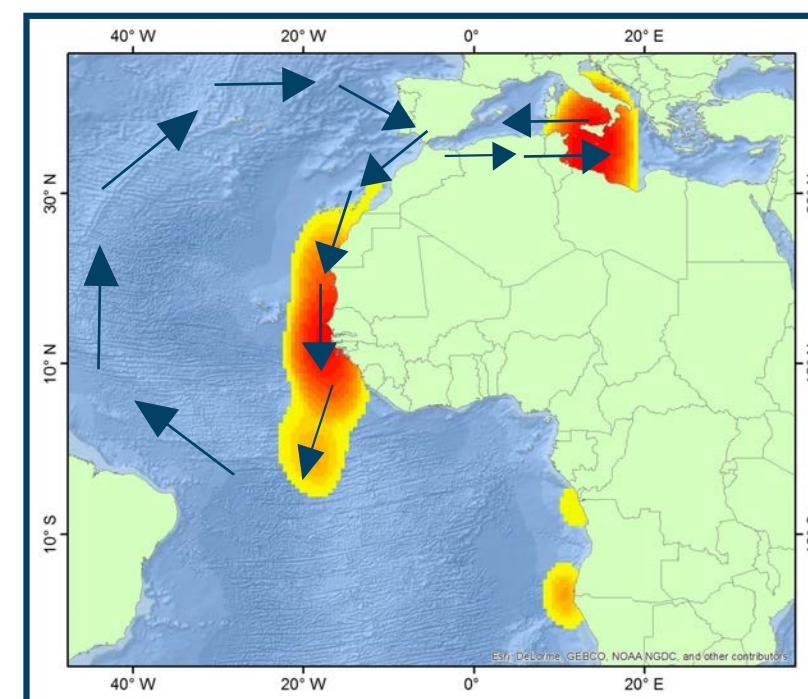 40° W 20° W 0° 20° E
30° N
10° N
10° S
Esri, DeLorme, GEBCO, NOAA NGDC, and other contributors
40° W 20° W 0° 20° E